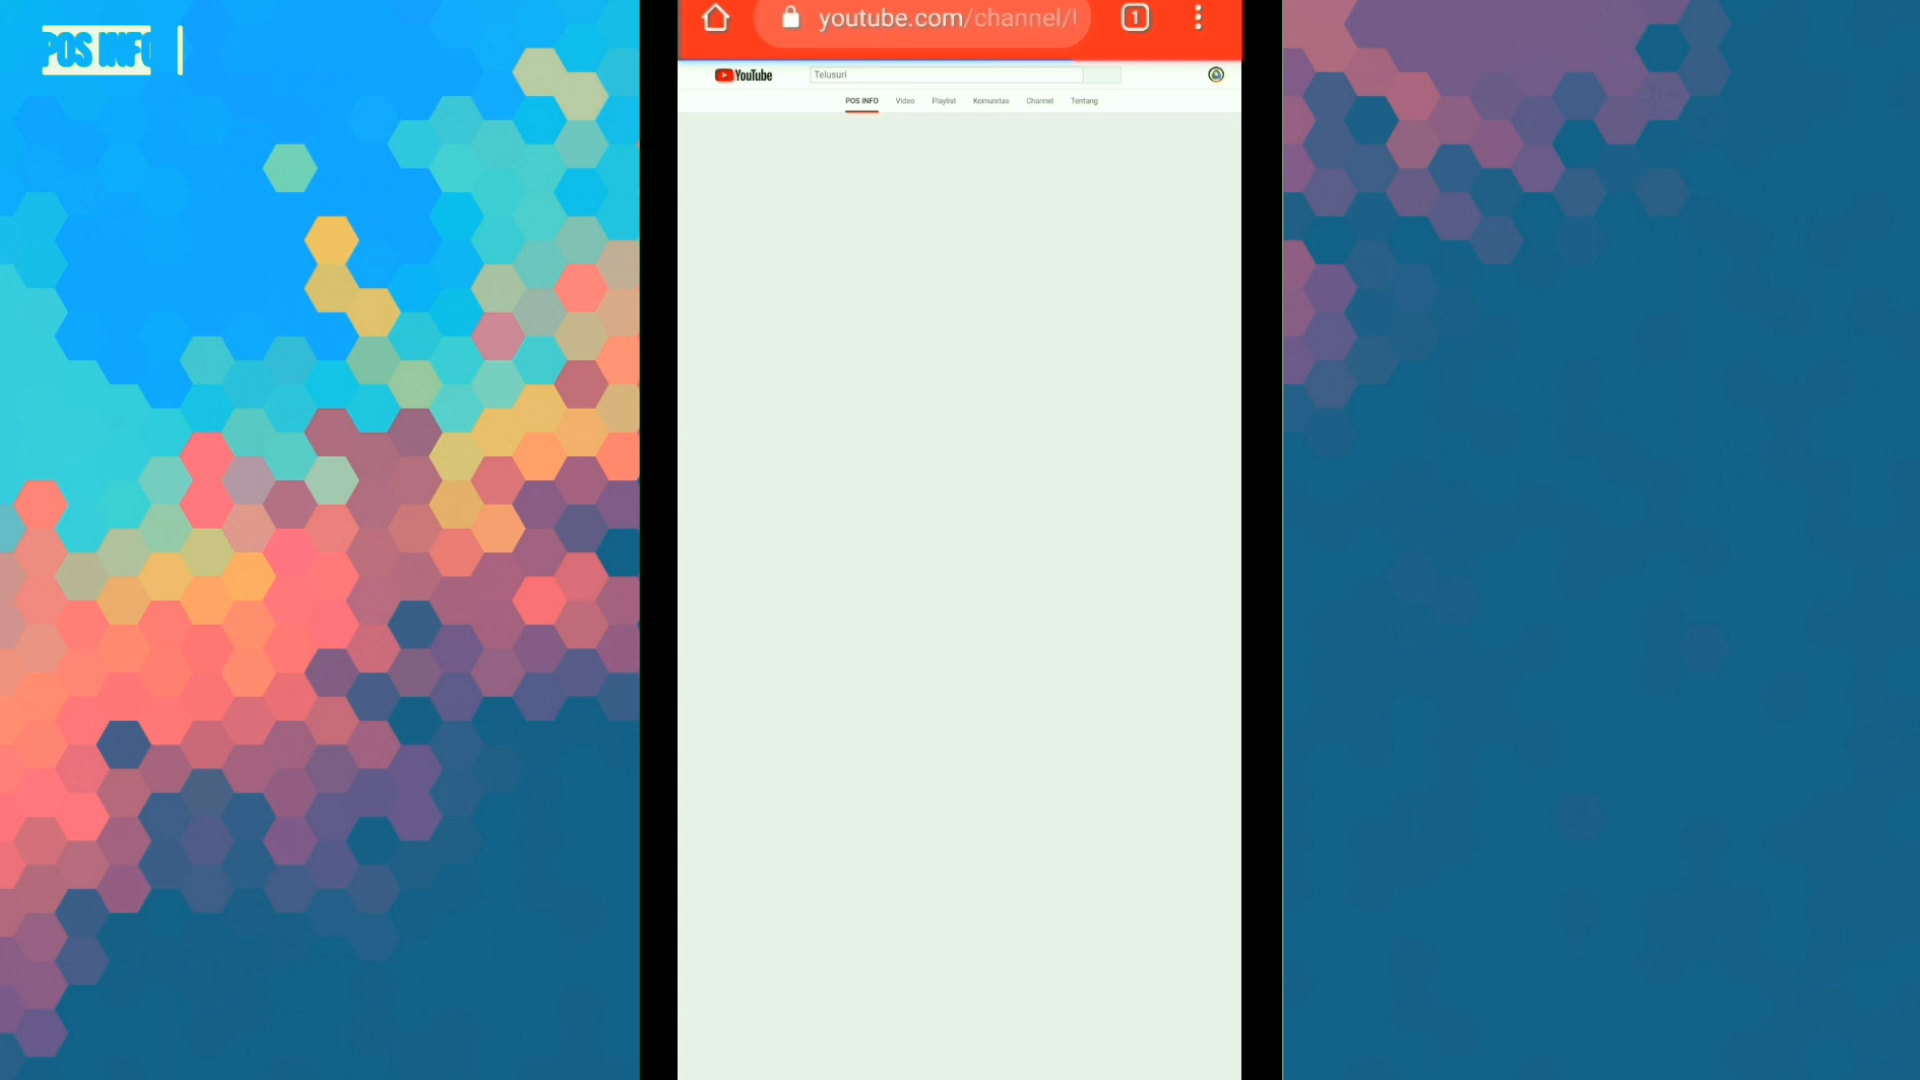 POS INFO
youtube.com/channel/
1
YouTube
Telusuri
POS INFO Video Playlist Komunitas Channel Tentang